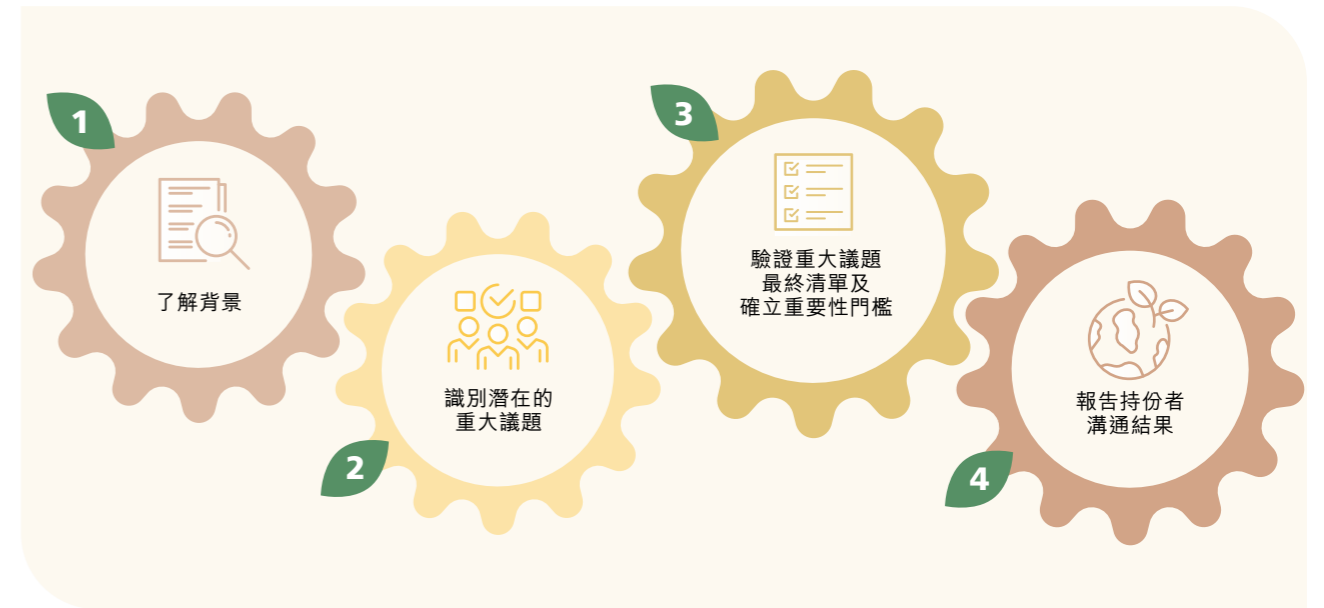 1
了解背景
2
識別潛在的
重大議題
3
驗證重大議題
最終清單及
確立重要性門檻
4
報告持份者
溝通結果